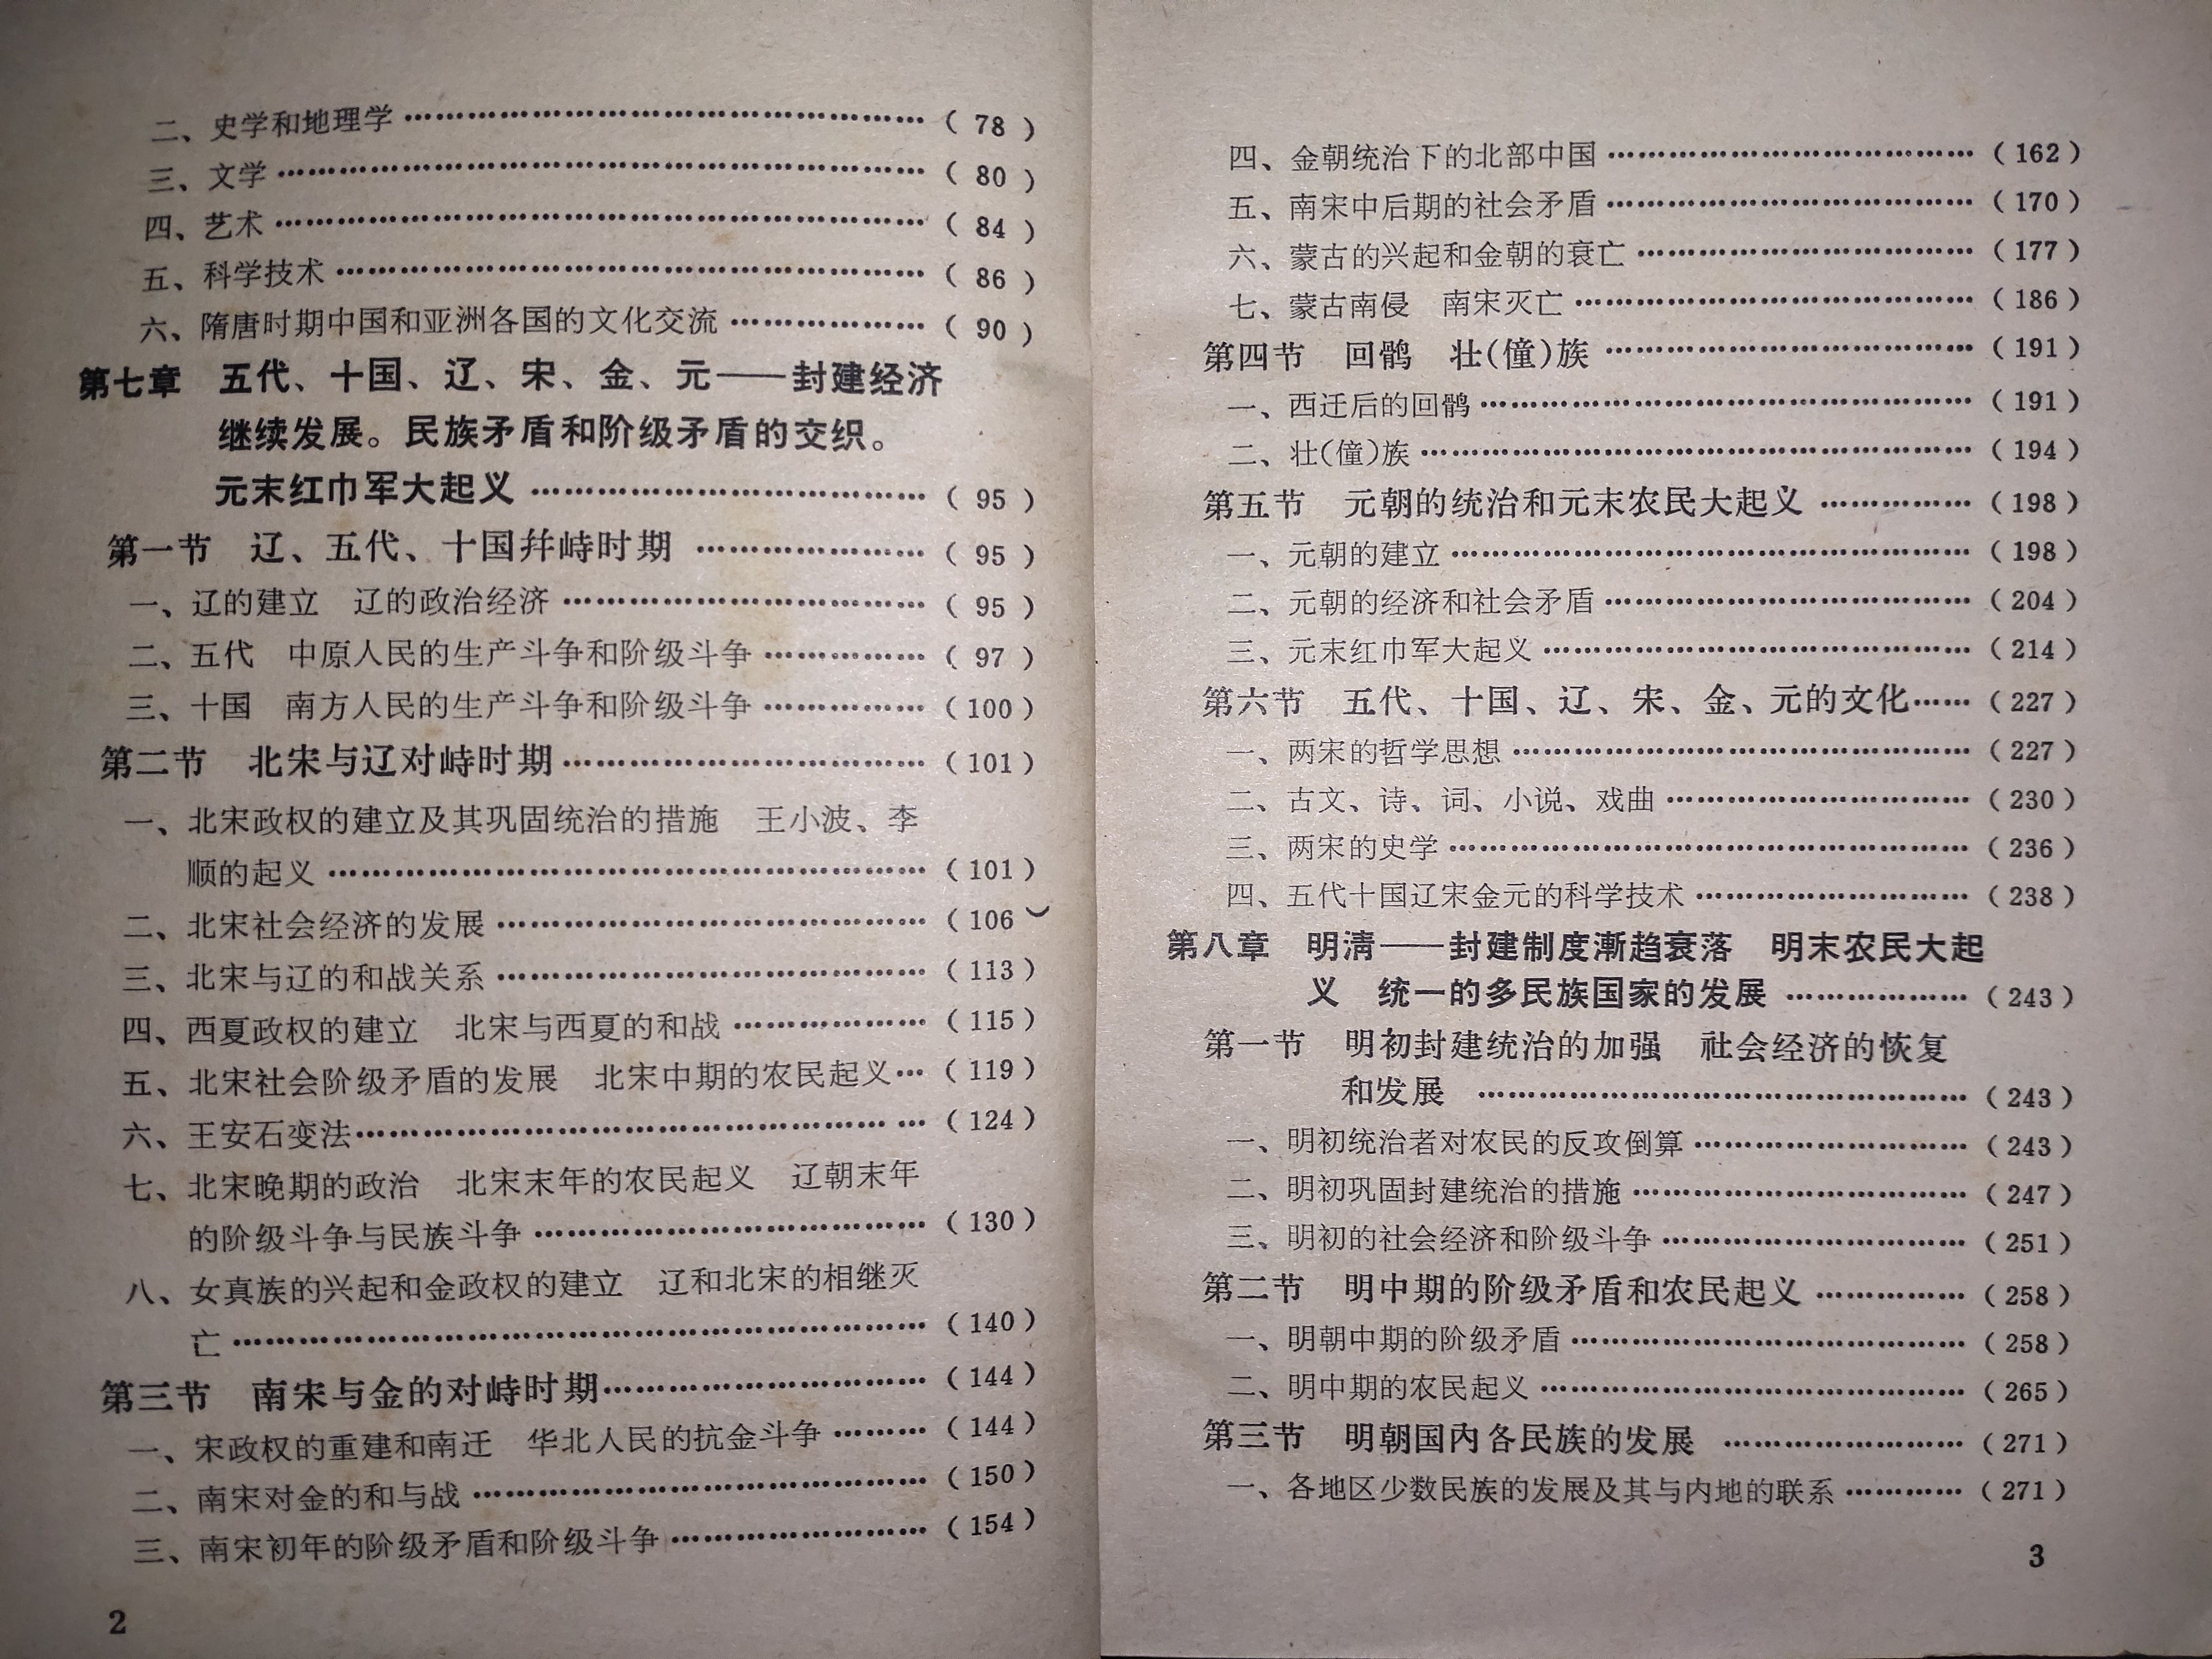 二、史学和地理学 ……………………………………… ( 78 )
三、文学 ……………………………………… ( 80 )
四、艺术 ……………………………………… ( 84 )
五、科学技术 ……………………………………… ( 86 )
六、隋唐时期中国和亚洲各国的文化交流 ……………… ( 90 )
第七章　五代、十国、辽、宋、金、元——封建经济
继续发展。民族矛盾和阶级矛盾的交织。
元末红巾军大起义 ……………………………… ( 95 )
第一节　辽、五代、十国幷峙时期 ………………… ( 95 )
一、辽的建立　辽的政治经济 ……………………………… ( 95 )
二、五代　中原人民的生产斗争和阶级斗争 …………… ( 97 )
三、十国　南方人民的生产斗争和阶级斗争 …………… (100)
第二节　北宋与辽对峙时期 ……………………………… (101)
一、北宋政权的建立及其巩固统治的措施　王小波、李
顺的起义 ……………………………………… (101)
二、北宋社会经济的发展 ……………………………… (106
三、北宋与辽的和战关系 ……………………………… (113)
四、西夏政权的建立　北宋与西夏的和战 ……………… (115)
五、北宋社会阶级矛盾的发展　北宋中期的农民起义… (119)
六、王安石变法……………………………………… … (124)
七、北宋晚期的政治　北宋末年的农民起义　辽朝末年
的阶级斗争与民族斗争 ……………………………… (130)
八、女真族的兴起和金政权的建立　辽和北宋的相继灭
亡 ……………………………………………… (140)
第三节　南宋与金的对峙时期………………………… (144)
一、宋政权的重建和南迁　华北人民的抗金斗争 ……… (144)
二、南宋对金的和与战 ……………………………… (150)
三、南宋初年的阶级矛盾和阶级斗争 …………………… (154)
2
四、金朝统治下的北部中国 ……………………………… (162)
五、南宋中后期的社会矛盾 ……………………………… (170)
六、蒙古的兴起和金朝的衰亡 …………………………… (177)
七、蒙古南侵　南宋灭亡 ……………………………… (186)
第四节　回鹘　壮(僮)族 ……………………………… (191)
一、西迁后的回鹘 ……………………………………… (191)
二、壮(僮)族 ……………………………………… (194)
第五节　元朝的统治和元末农民大起义 …………… (198)
一、元朝的建立 ……………………………………… (198)
二、元朝的经济和社会矛盾 ……………………………… (204)
三、元末红巾军大起义 ……………………………… (214)
第六节　五代、十国、辽、宋、金、元的文化…… (227)
一、两宋的哲学思想 ……………………………… (227)
二、古文、诗、词、小说、戏曲 ………………………… (230)
三、两宋的史学 ……………………………………… (236)
四、五代十国辽宋金元的科学技术 ……………………… (238)
第八章　明清——封建制度漸趋衰落　明末农民大起
义　统一的多民族国家的发展 ……………… (243)
第一节　明初封建统治的加强　社会经济的恢复
和发展 ……………………………………… (243)
一、明初统治者对农民的反攻倒算 ……………………… (243)
二、明初巩固封建统治的措施 …………………………… (247)
三、明初的社会经济和阶级斗争 ………………………… (251)
第二节　明中期的阶级矛盾和农民起义 …………… (258)
一、明朝中期的阶级矛盾 ……………………………… (258)
二、明中期的农民起义 ……………………………… (265)
第三节　明朝国内各民族的发展 ………………… (271)
一、各地区少数民族的发展及其与内地的联系 ………… (271)
3